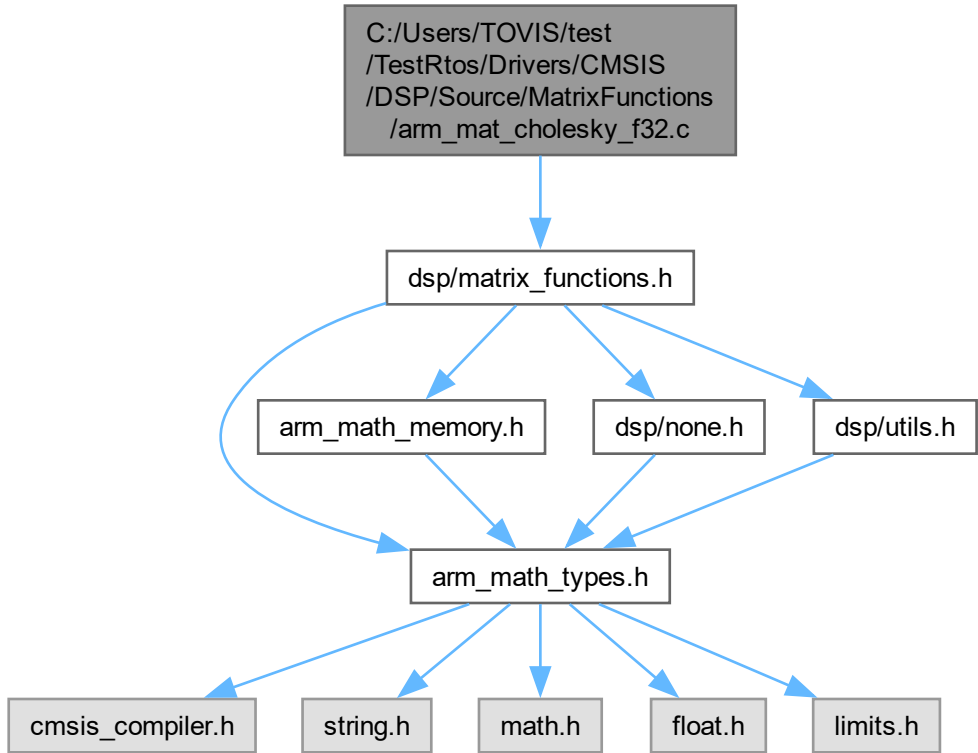 C:/Users/TOVIS/test
/TestRtos/Drivers/CMSIS
/DSP/Source/MatrixFunctions
/arm_mat_cholesky_f32.c
dsp/matrix_functions.h
arm_math_memory.h
dsp/none.h
dsp/utils.h
arm_math_types.h
cmsis_compiler.h
string.h
math.h
float.h
limits.h